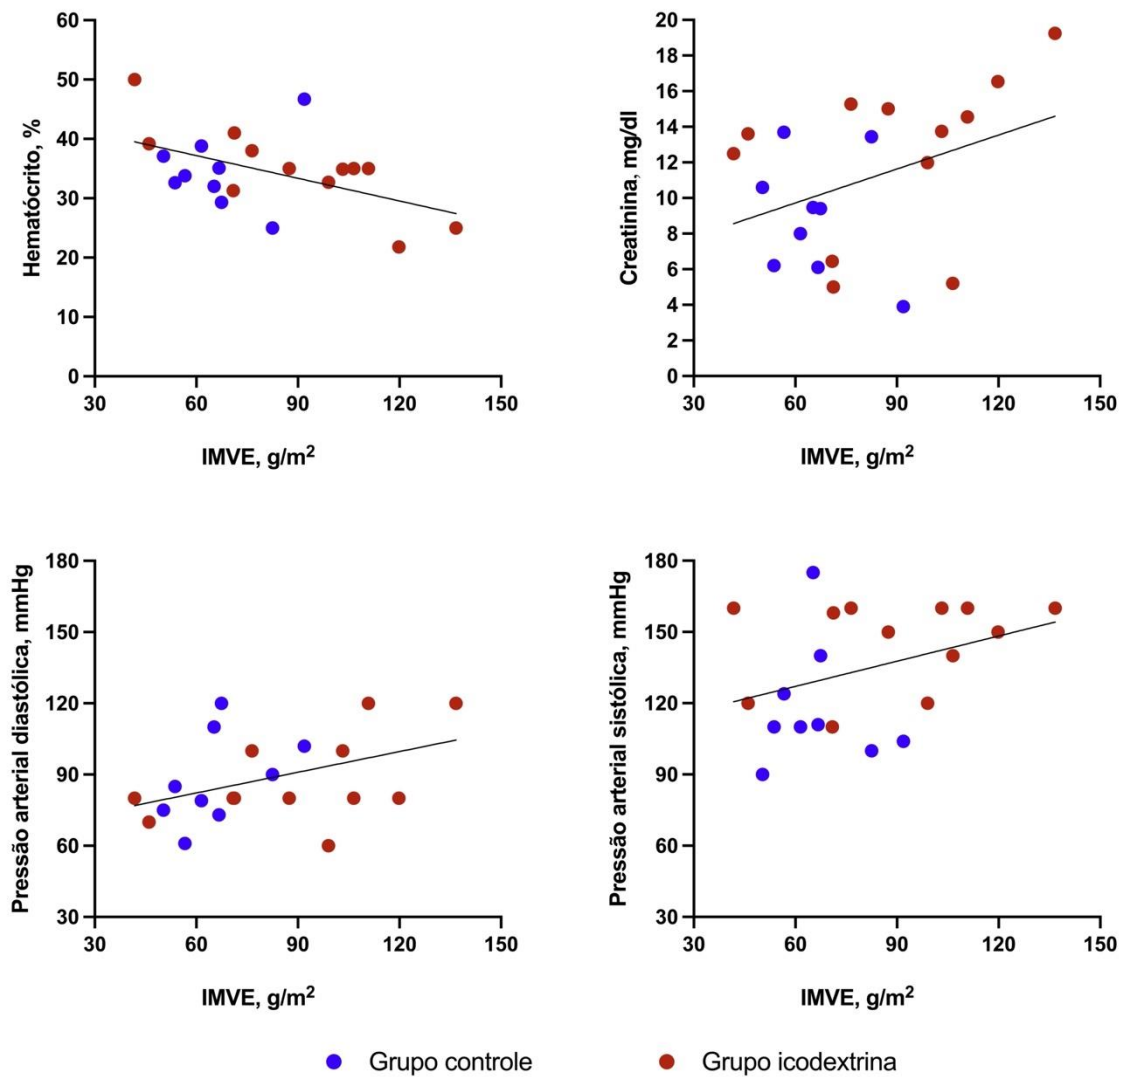 Hematócrito, %
60
50
40
30
20
10
0
30 60 90 120 150
IMVE, g/m²
Creatinina, mg/dl
20
18
16
14
12
10
8
6
4
2
0
30 60 90 120 150
IMVE, g/m²
Pressão arterial diastólica, mmHg
180
150
120
90
60
30
30 60 90 120 150
IMVE, g/m²
Pressão arterial sistólica, mmHg
180
150
120
90
60
30
30 60 90 120 150
IMVE, g/m²
Grupo controle Grupo icodextrina